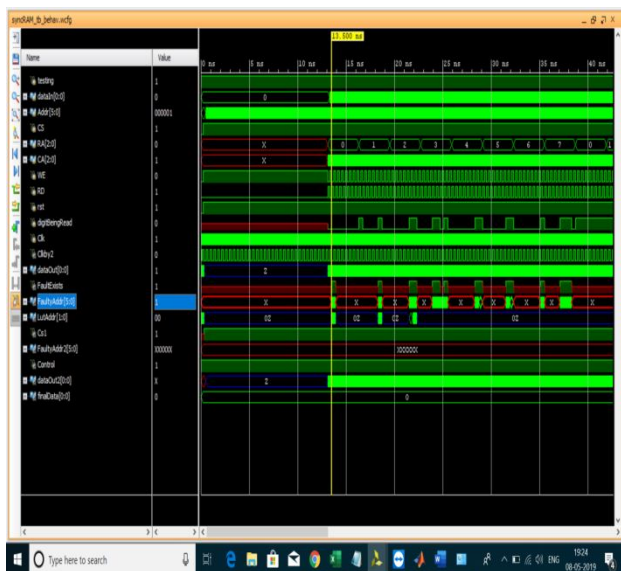 syncRAM_tb_behav.wcfg
13.500 ns
Name Value
0 ns 5 ns 10 ns 15 ns 20 ns 25 ns 30 ns 35 ns 40 ns
testing 1
dataIn[0:0] 0 0
Addr[5:0] 000001
CS 1
RA[2:0] 0 X 0 1 2 3 4 5 6 7 0 1
CA[2:0] 1 X
WE 0
RD 1
rst 1
digitBeingRead 0
Clk 1
Clkby2 0
dataOut[0:0] 1 Z
FaultExists 1
FaultyAddr[5:0] 1 X X X X X X X X
LutAddr[1:0] 00 0Z 0Z 0Z 0Z
Cs1 1
FaultyAddr2[5:0] XXXXXX XXXXXX
Control 1
dataOut2[0:0] X Z
finalData[0:0] 0 0
Type here to search
ENG
19:24
08-05-2019